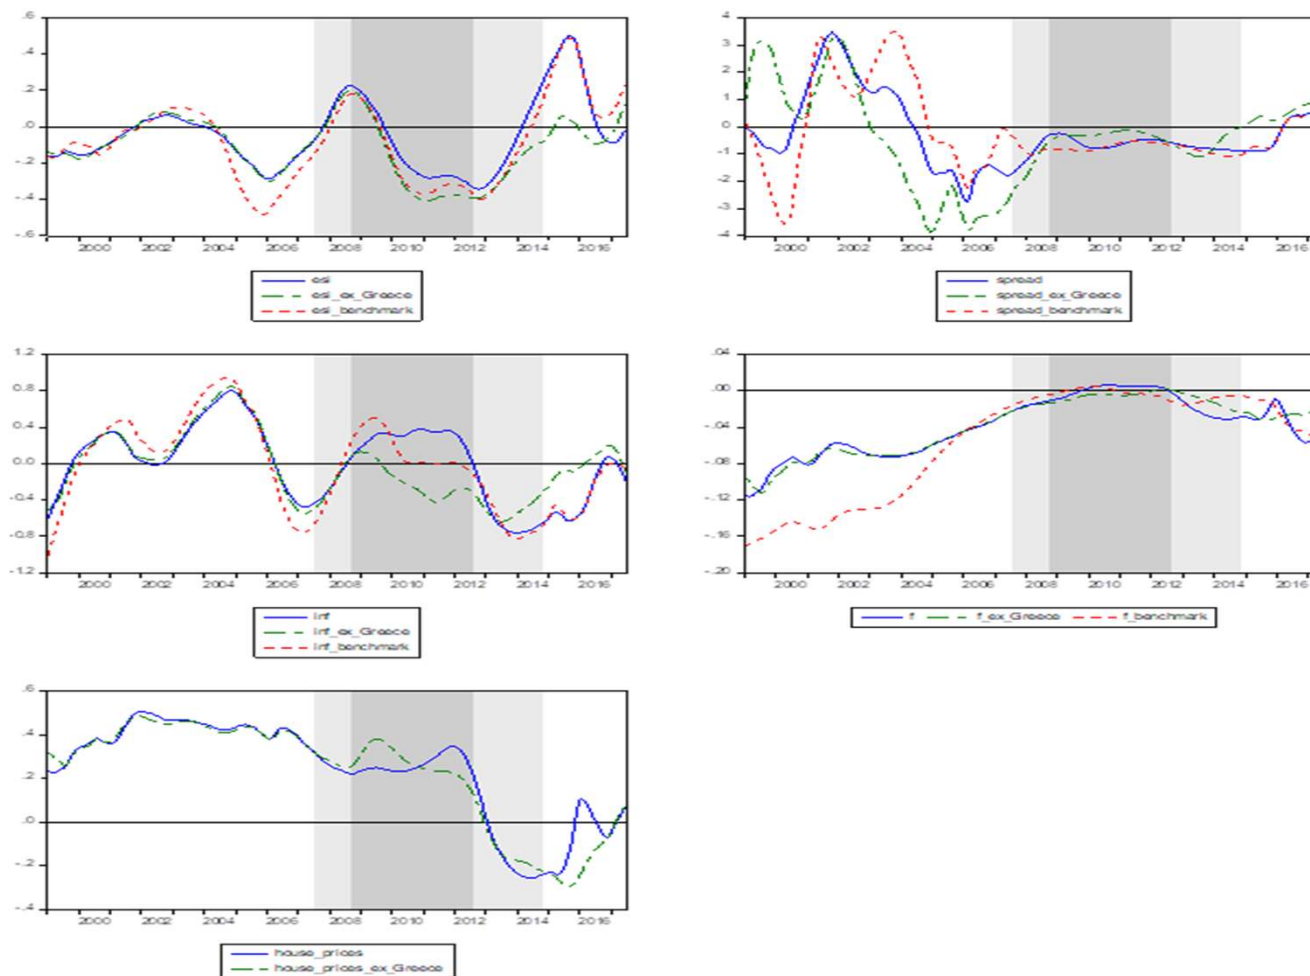 .6
.4
.2
.0
-.2
-.4
-.6
2000 2002 2004 2006 2008 2010 2012 2014 2016
esi
esi_ex_Greece
esi_benchmark
4
3
2
1
0
-1
-2
-3
-4
2000 2002 2004 2006 2008 2010 2012 2014 2016
spread
spread_ex_Greece
spread_benchmark
1.2
0.8
0.4
0.0
-0.4
-0.8
-1.2
2000 2002 2004 2006 2008 2010 2012 2014 2016
inf
inf_ex_Greece
inf_benchmark
.04
.00
-.04
-.08
-.12
-.16
-.20
2000 2002 2004 2006 2008 2010 2012 2014 2016
f f_ex_Greece f_benchmark
.6
.4
.2
.0
-.2
-.4
2000 2002 2004 2006 2008 2010 2012 2014 2016
house_prices
house_prices_ex_Greece